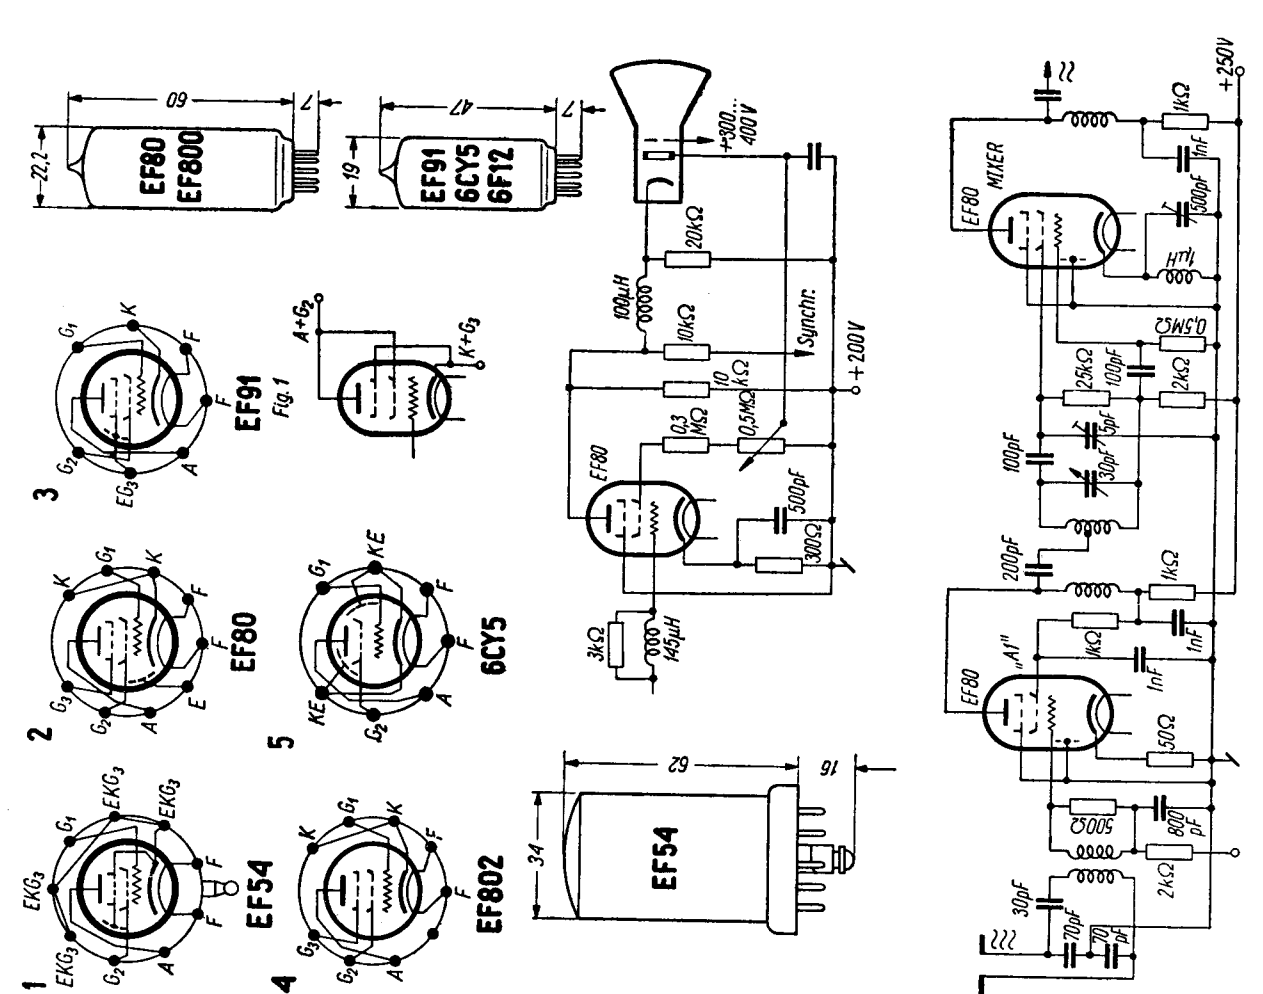 22,2
60
7
EF80
EF800
19
47
7
EF91
6CY5
6F12
3
G₁
K
F
F
A
EG₃
G₂
EF91
Fig. 1
A+G₂
K+G₃
2
K
G₁
K
F
F
E
A
G₂
G₃
EF80
5
G₁
KE
F
F
A
G₂
KE
6CY5
1
EKG₃
G₁
EKG₃
EKG₃
F
F
A
G₂
EKG₃
EF54
4
K
G₁
K
F
F
A
G₂
G₃
EF802
34
62
16
EF54
+300...
400V
20kΩ
100µH
10kΩ
Synchr.
10
kΩ
+200V
0,3
MΩ
0,5MΩ
EF80
500pF
300Ω
3kΩ
145µH
+250V
1kΩ
1nF
MIXER
EF80
500pF
1µH
0,5MΩ
25kΩ
100pF
2kΩ
5pF
100pF
30pF
200pF
1kΩ
1kΩ
1nF
1nF
„A1”
EF80
50Ω
500Ω
800
pF
2kΩ
30pF
70pF
70
pF